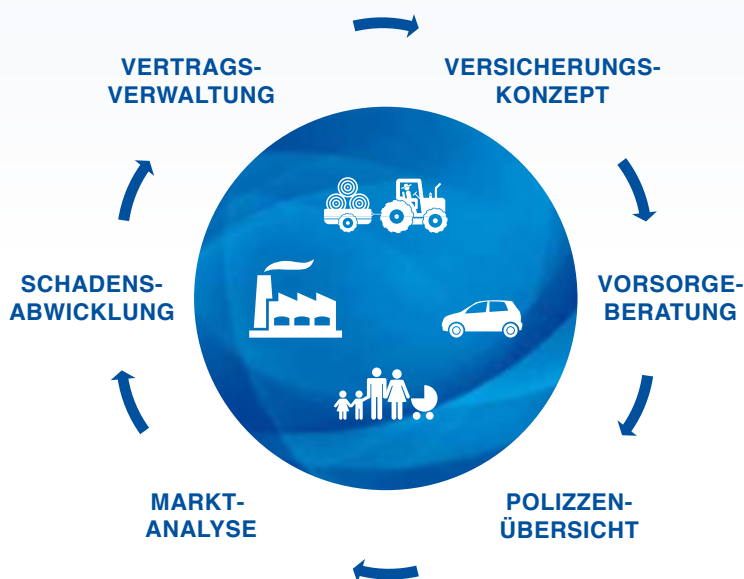 VERTRAGS-
VERWALTUNG
VERSICHERUNGS-
KONZEPT
SCHADENS-
ABWICKLUNG
VORSORGE-
BERATUNG
MARKT-
ANALYSE
POLIZZEN-
ÜBERSICHT